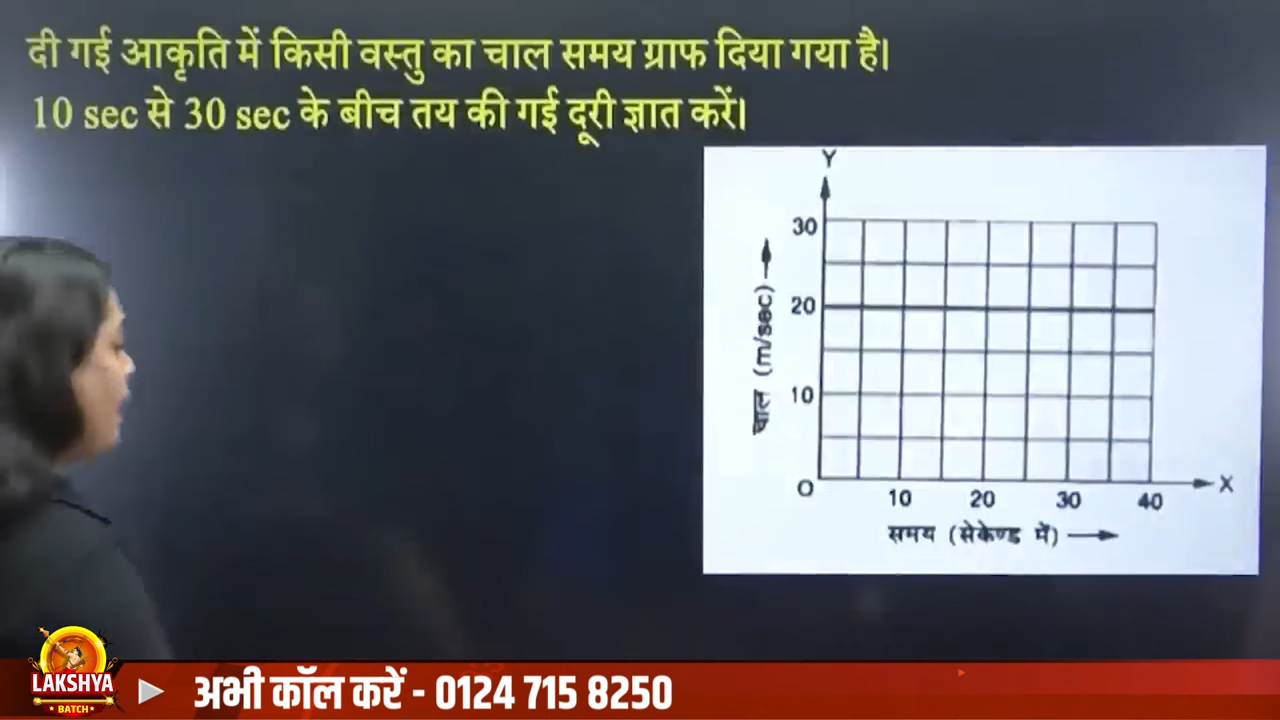 दी गई आकृति में किसी वस्तु का चाल समय ग्राफ दिया गया है।
10 sec से 30 sec के बीच तय की गई दूरी ज्ञात करें।
Y
30
20
10
चाल (m/sec)
O
10 20 30 40
X
समय (सेकेण्ड में)
LAKSHYA
BATCH
अभी कॉल करें - 0124 715 8250